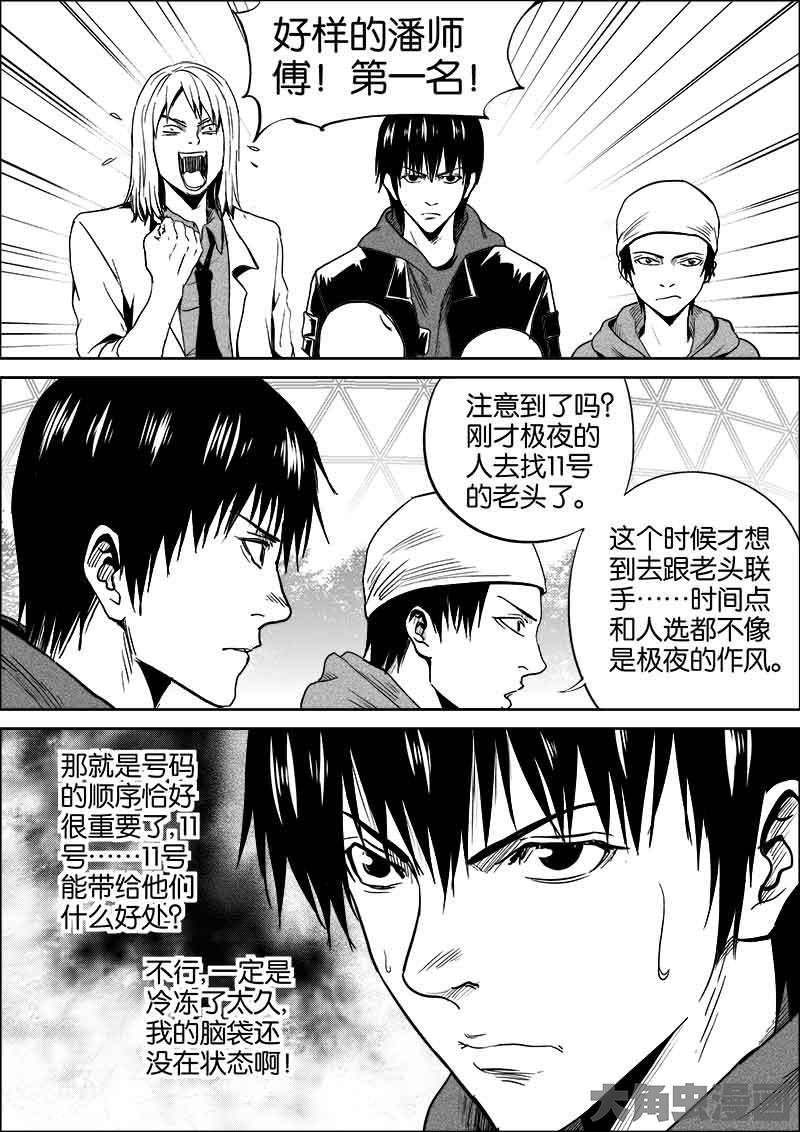 好样的潘师
傅！第一名！
注意到了吗？
刚才极夜的
人去找11号
的老头了。
这个时候才想
到去跟老头联
手……时间点
和人选都不像
是极夜的作风。
那就是号码
的顺序恰好
很重要了,11
号……11号
能带给他们
什么好处？
不行,一定是
冷冻了太久,
我的脑袋还
没在状态啊！
大角虫漫画